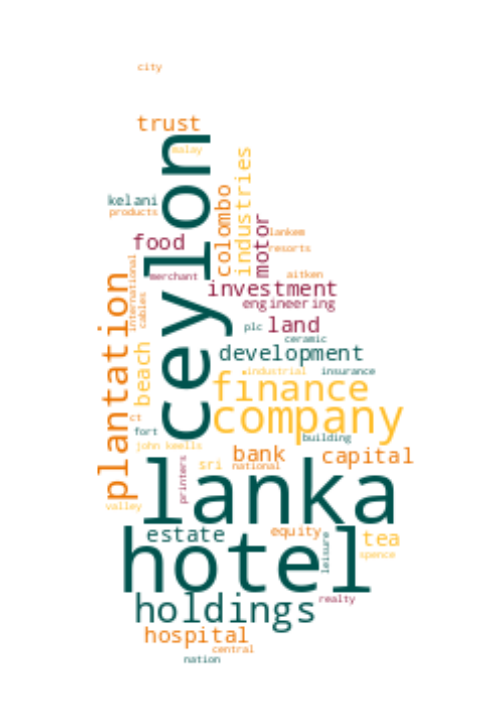 city
trust
malay
ceylon
kelani
products
colombo
industries
motor
lankem
resorts
food
merchant
international
cables
aitken
investment
engineering
plantation
beach
plc
land
ceramic
development
industrial
insurance
finance
company
ct
fort
building
john keells
bank
capital
sri
national
printers
lanka
valley
estate
equity
leisure
tea
spence
hotel
holdings
realty
hospital
central
nation